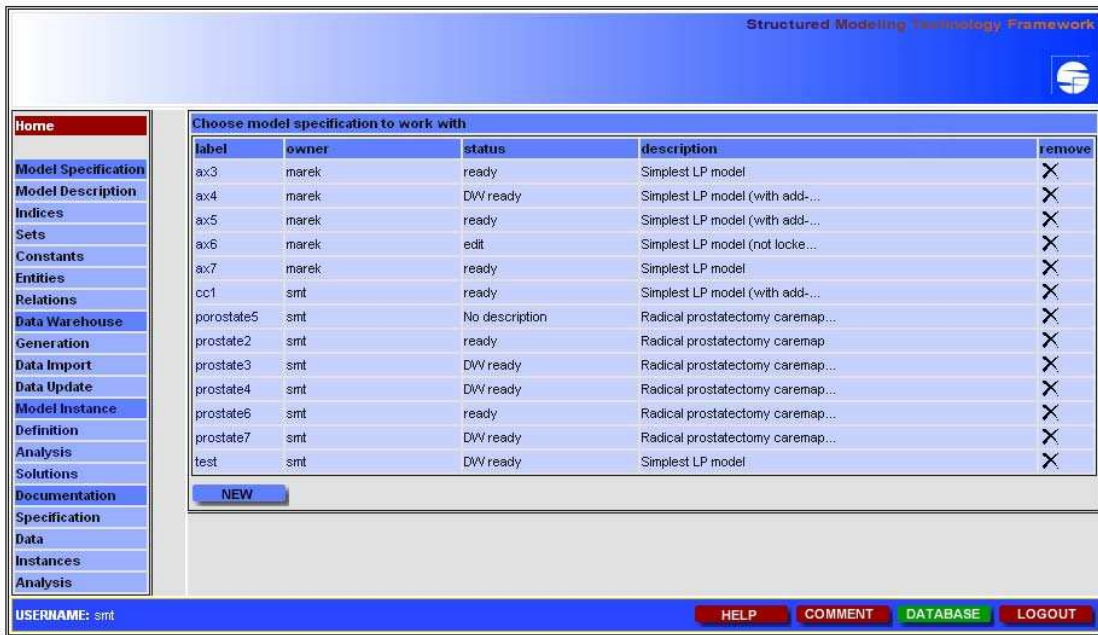 Structured Modeling Technology Framework
Home
Model Specification
Model Description
Indices
Sets
Constants
Entities
Relations
Data Warehouse
Generation
Data Import
Data Update
Model Instance
Definition
Analysis
Solutions
Documentation
Specification
Data
Instances
Analysis
Choose model specification to work with
label owner status description remove
ax3 marek ready Simplest LP model
ax4 marek DW ready Simplest LP model (with add-...
ax5 marek ready Simplest LP model (with add-...
ax6 marek edit Simplest LP model (not locke...
ax7 marek ready Simplest LP model
cc1 smt ready Simplest LP model (with add-...
porostate5 smt No description Radical prostatectomy caremap...
prostate2 smt ready Radical prostatectomy caremap
prostate3 smt DW ready Radical prostatectomy caremap...
prostate4 smt DW ready Radical prostatectomy caremap...
prostate6 smt ready Radical prostatectomy caremap...
prostate7 smt DW ready Radical prostatectomy caremap...
test smt DW ready Simplest LP model
NEW
USERNAME: smt
HELP COMMENT DATABASE LOGOUT